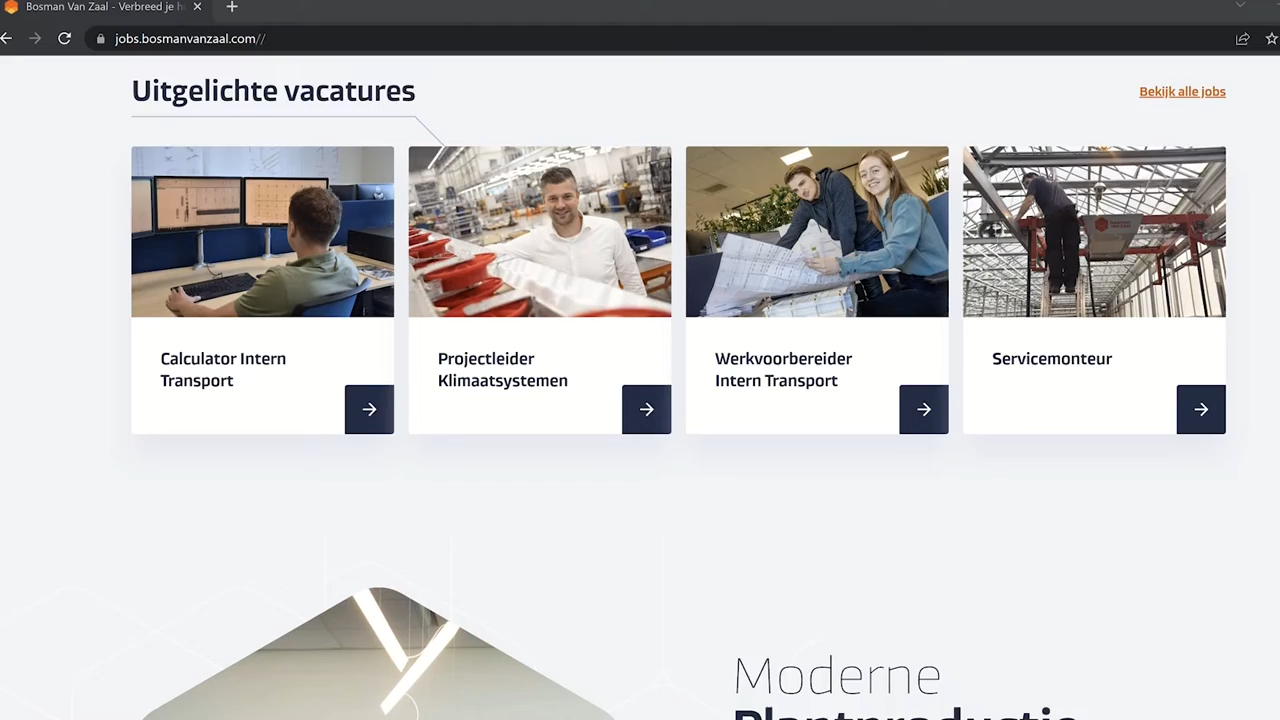 Bosman Van Zaal - Verbreed je h
jobs.bosmanvanzaal.com//
Uitgelichte vacatures
Bekijk alle jobs
Calculator Intern
Transport
Projectleider
Klimaatsystemen
Werkvoorbereider
Intern Transport
Servicemonteur
Moderne
Plantproductie